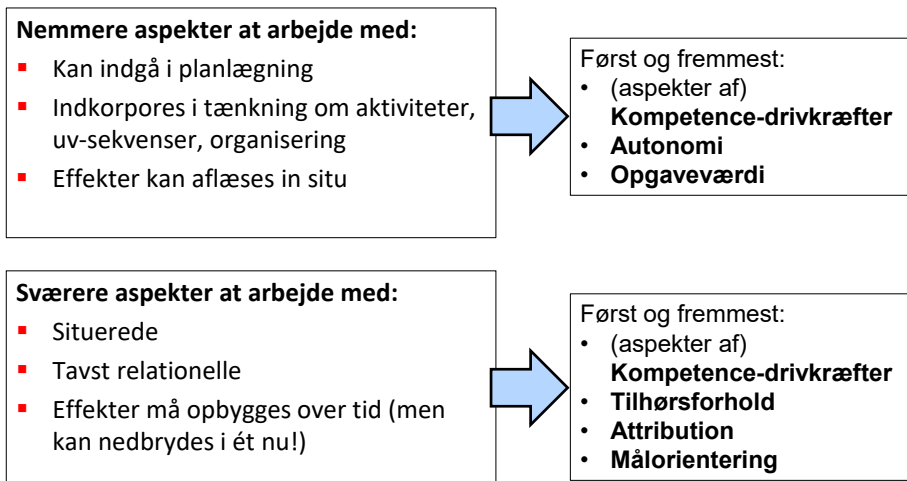 Nemmere aspekter at arbejde med:
▪ Kan indgå i planlægning
▪ Indkorpores i tænkning om aktiviteter,
uv-sekvenser, organisering
▪ Effekter kan aflæses in situ
Først og fremmest:
• (aspekter af)
Kompetence-drivkræfter
• Autonomi
• Opgaveværdi
Sværere aspekter at arbejde med:
▪ Situerede
▪ Tavst relationelle
▪ Effekter må opbygges over tid (men
kan nedbrydes i ét nu!)
Først og fremmest:
• (aspekter af)
Kompetence-drivkræfter
• Tilhørsforhold
• Attribution
• Målorientering